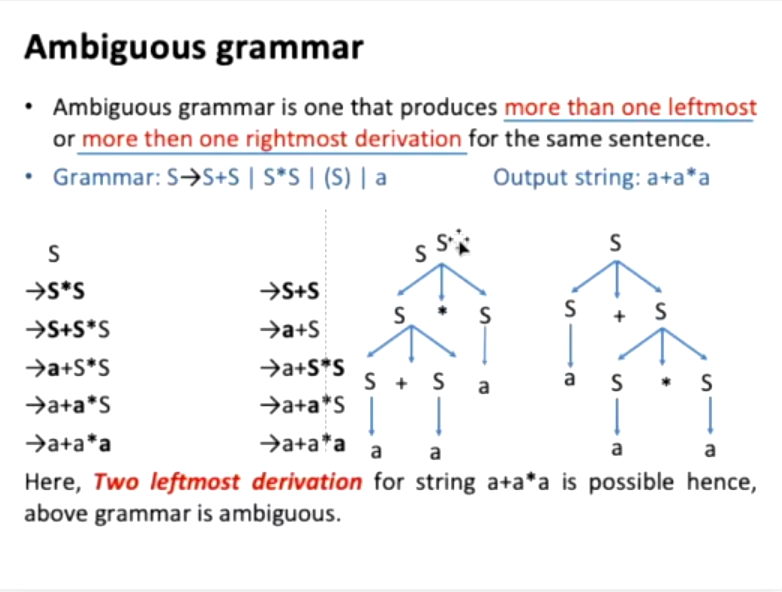 Ambiguous grammar
• Ambiguous grammar is one that produces more than one leftmost
or more then one rightmost derivation for the same sentence.
• Grammar: S→S+S | S*S | (S) | a Output string: a+a*a
S
→S*S
→S+S*S
→a+S*S
→a+a*S
→a+a*a
→S+S
→a+S
→a+S*S
→a+a*S
→a+a*a
S S
S * S
S + S a
a a
S
S + S
a S * S
a a
Here, Two leftmost derivation for string a+a*a is possible hence,
above grammar is ambiguous.